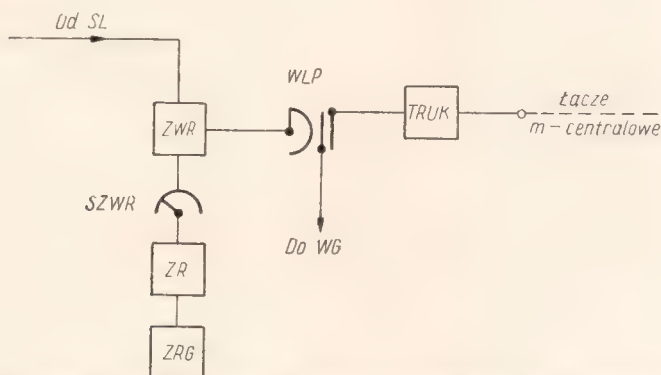 Od SL
WLP
ZWR
TRUK
Łącze
m-centralowe
SZWR
Do WG
ZR
ZRG